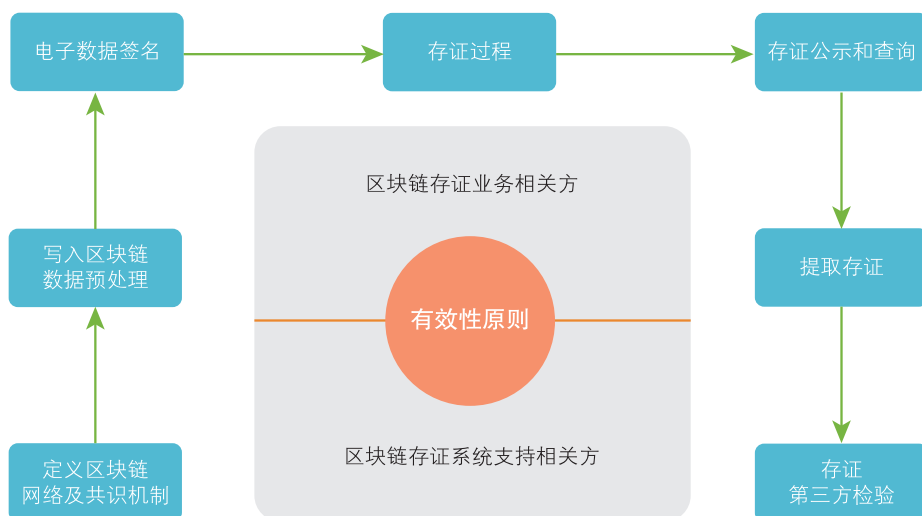 电子数据签名
存证过程
存证公示和查询
区块链存证业务相关方
写入区块链
数据预处理
有效性原则
提取存证
区块链存证系统支持相关方
定义区块链
网络及共识机制
存证
第三方检验